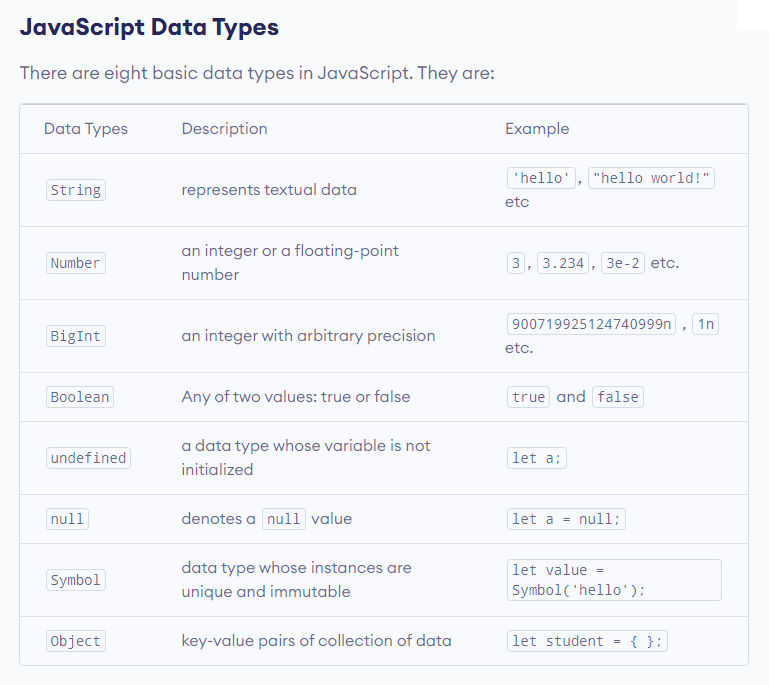 JavaScript Data Types
There are eight basic data types in JavaScript. They are:
Data Types Description Example
String represents textual data 'hello', "hello world!" etc
Number an integer or a floating-point number 3, 3.234, 3e-2 etc.
BigInt an integer with arbitrary precision 900719925124740999n , 1n etc.
Boolean Any of two values: true or false true and false
undefined a data type whose variable is not initialized let a;
null denotes a null value let a = null;
Symbol data type whose instances are unique and immutable let value = Symbol('hello');
Object key-value pairs of collection of data let student = { };